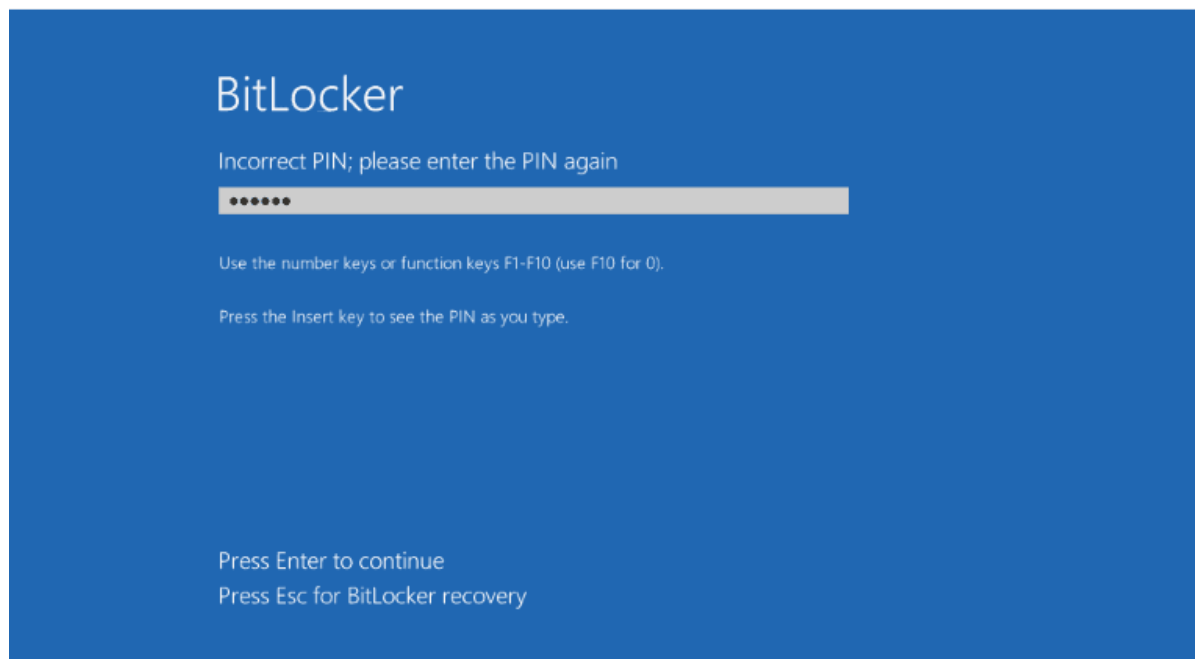 BitLocker
Incorrect PIN; please enter the PIN again
••••••
Use the number keys or function keys F1-F10 (use F10 for 0).
Press the Insert key to see the PIN as you type.
Press Enter to continue
Press Esc for BitLocker recovery